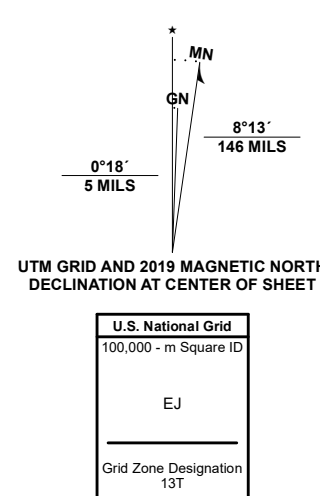 ★
MN
GN
8°13´
146 MILS
0°18´
5 MILS
UTM GRID AND 2019 MAGNETIC NORTH
DECLINATION AT CENTER OF SHEET
U.S. National Grid
100,000 - m Square ID
EJ
Grid Zone Designation
13T